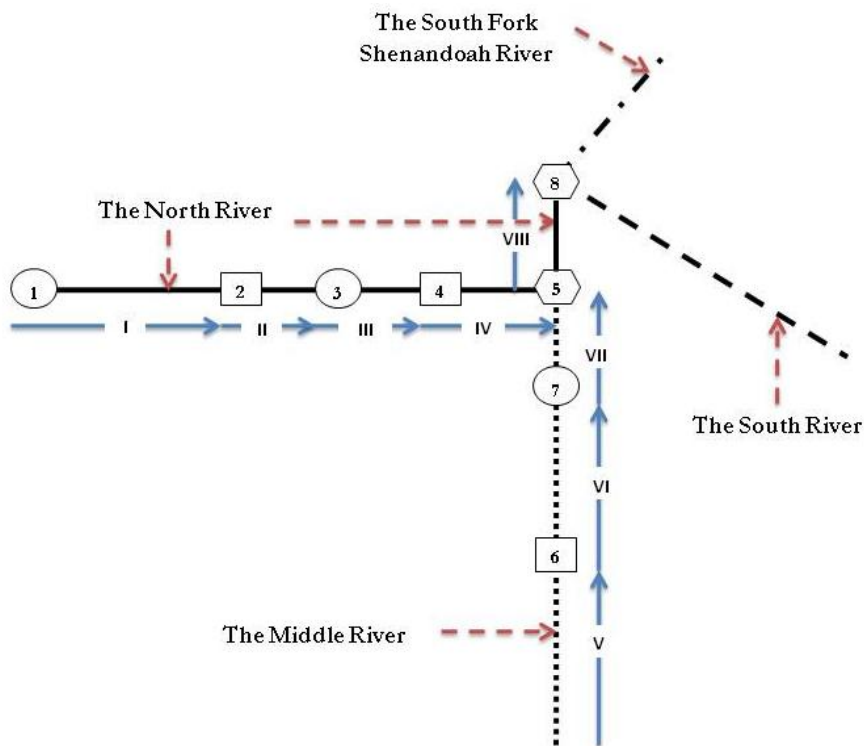 The South Fork
Shenandoah River
8
The North River
VIII
1
2
3
4
5
I
II
III
IV
VII
7
The South River
VI
6
The Middle River
V